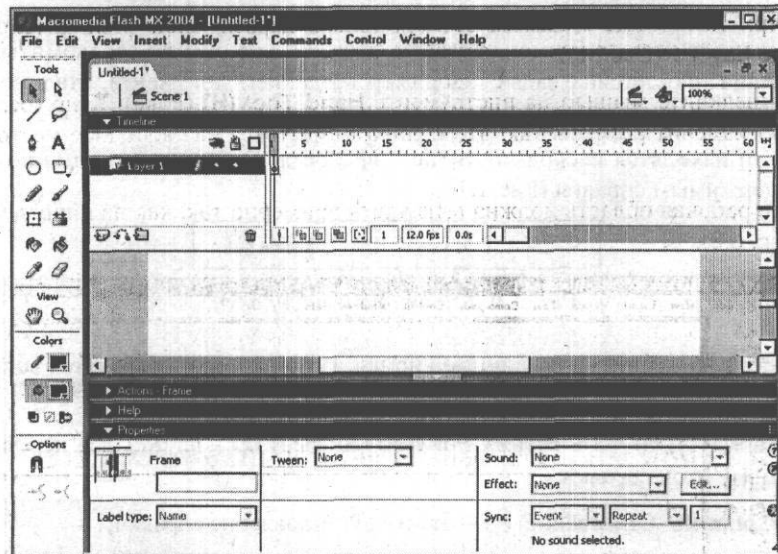 Macromedia Flash MX 2004 - [Untitled-1*]
File Edit View Insert Modify Text Commands Control Window Help
Tools
Untitled-1*
Scene 1
100%
Timeline
1 5 10 15 20 25 30 35 40 45 50 55 60
Layer 1
1 12.0 fps 0.0s
View
Colors
Actions - Frame
Help
Properties
Options
Frame
Tween: None
Sound: None
Effect: None Edit...
Label type: Name
Sync: Event Repeat 1
No sound selected.